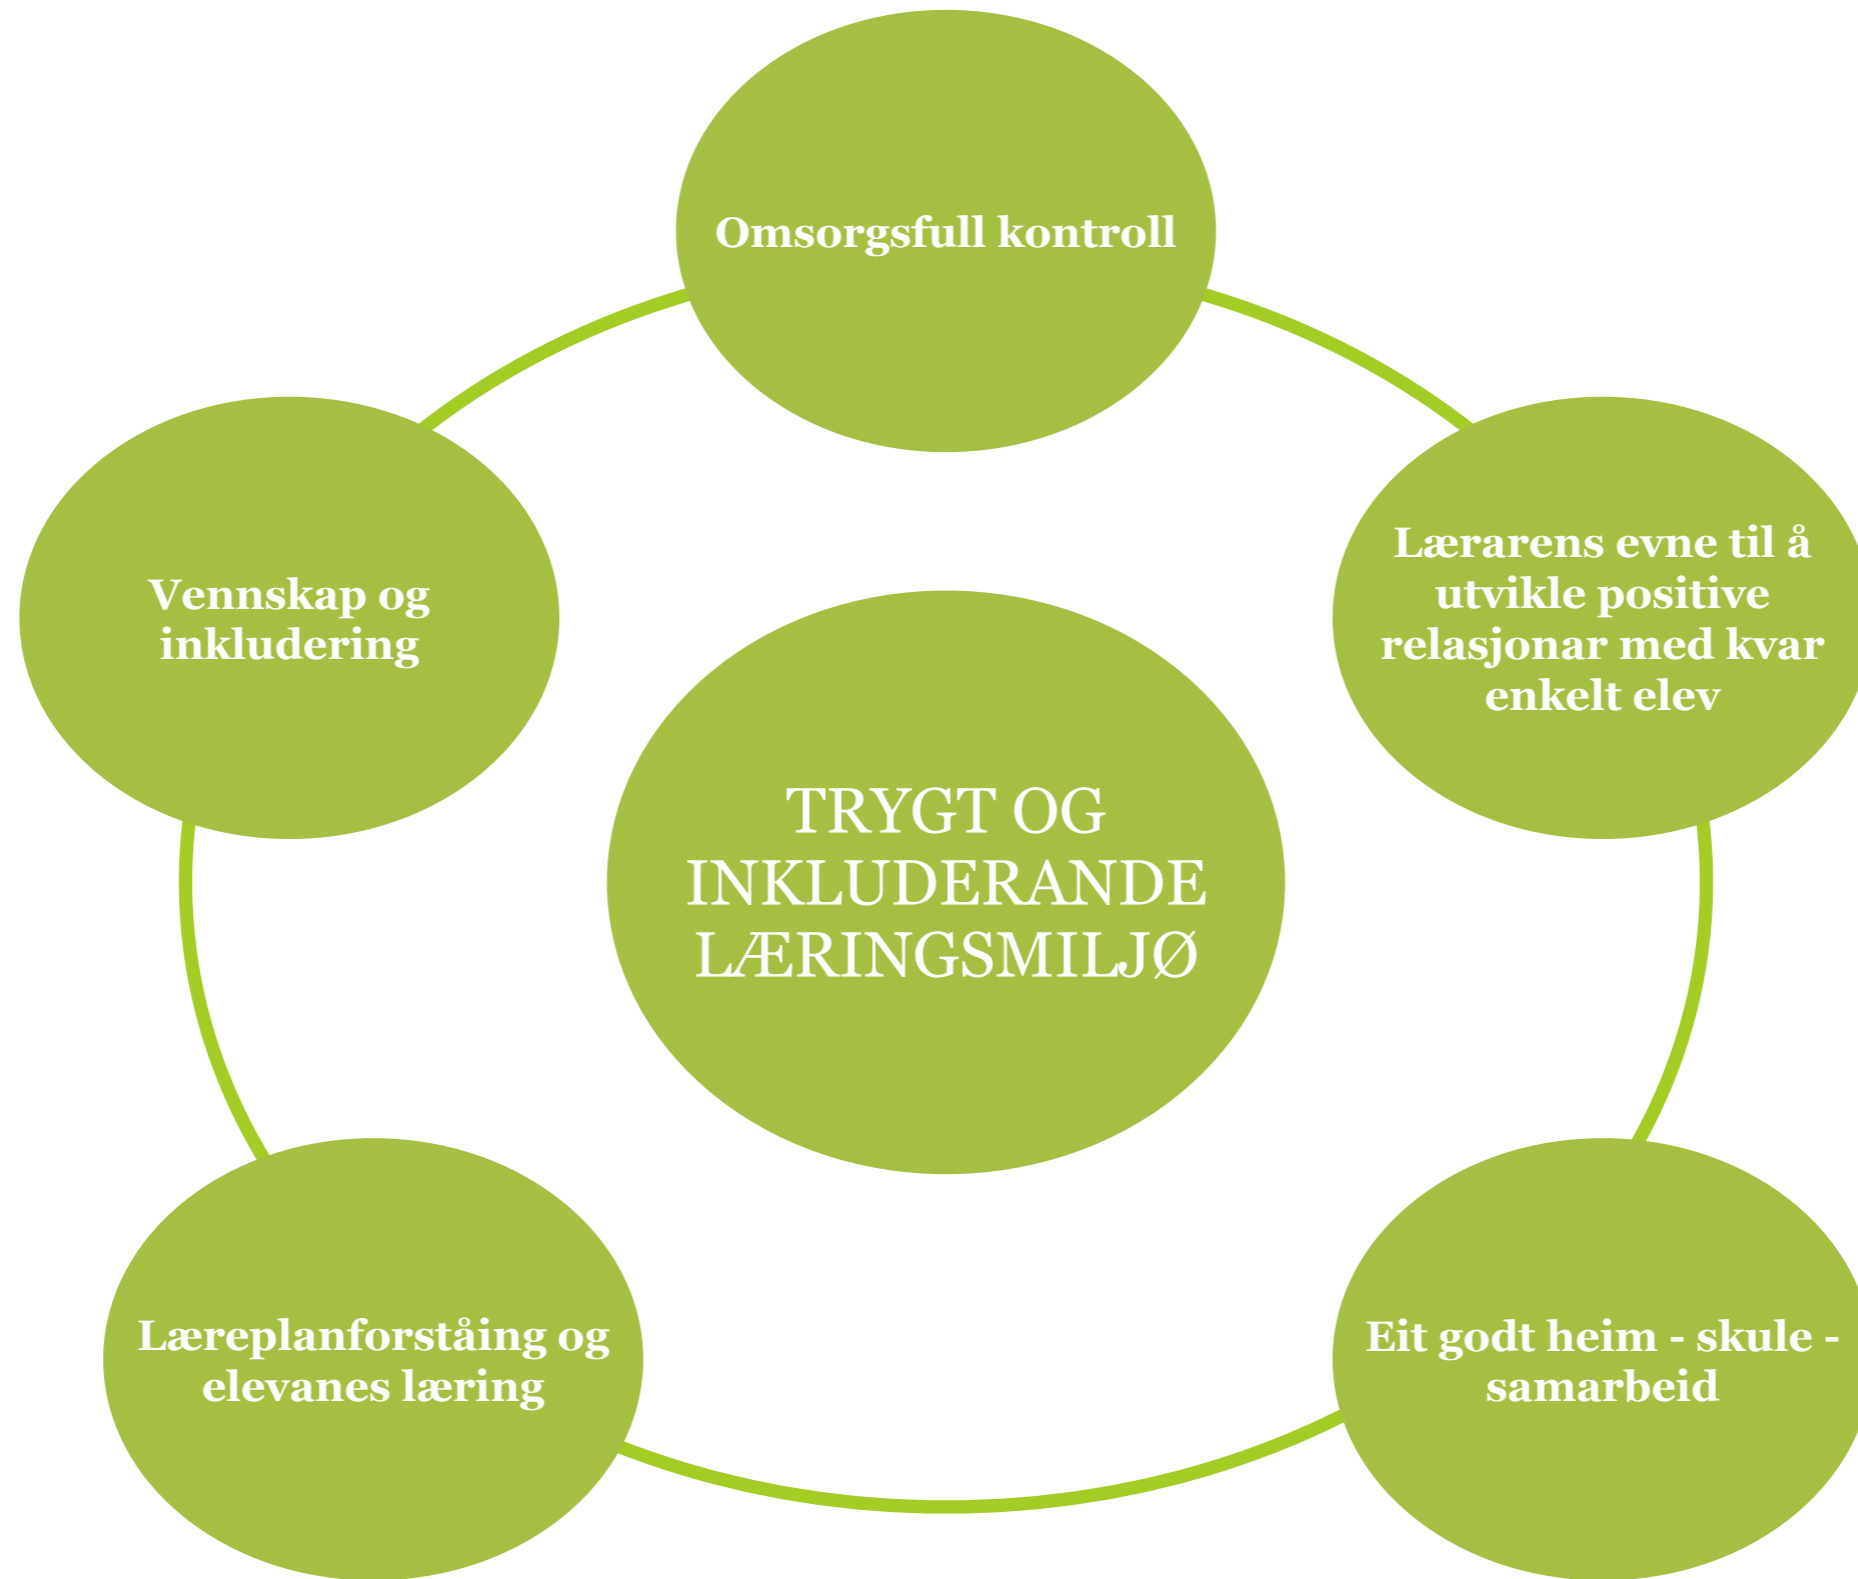 Omsorgsfull kontroll
Lærarens evne til å
utvikle positive
relasjonar med kvar
enkelt elev
Vennskap og
inkludering
TRYGT OG
INKLUDERANDE
LÆRINGSMILJØ
Læreplanforståing og
elevanes læring
Eit godt heim - skule -
samarbeid